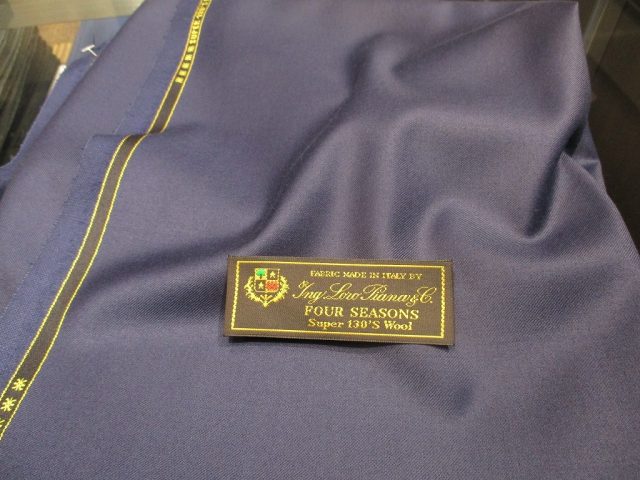 FABRIC MADE IN ITALY BY
Ing. Loro Piana & C.
FOUR SEASONS
Super 130'S Wool